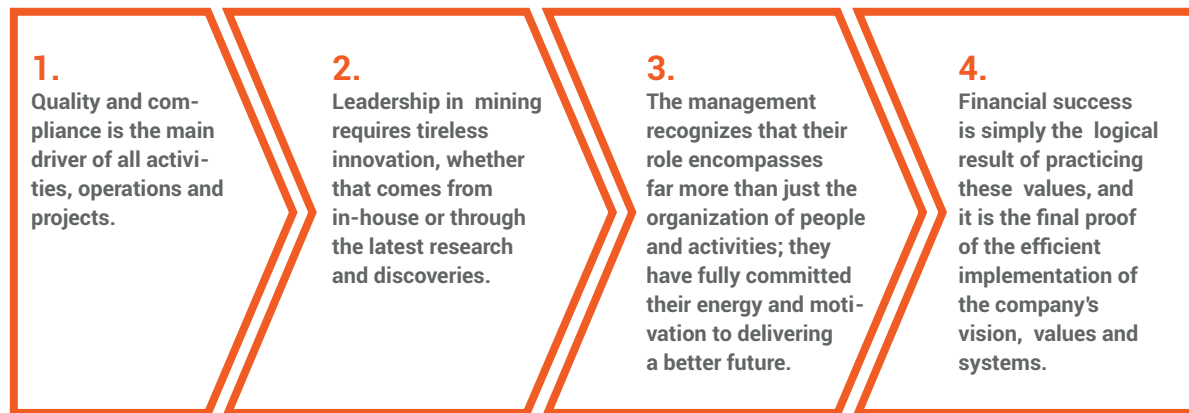 1.
Quality and com-
pliance is the main
driver of all activi-
ties, operations and
projects.
2.
Leadership in  mining
requires tireless
innovation, whether
that comes from
in-house or through
the latest research
and discoveries.
3.
The management
recognizes that their
role encompasses
far more than just the
organization of people
and activities; they
have fully committed
their energy and moti-
vation to delivering
a better future.
4.
Financial success
is simply the  logical
result of practicing
these  values, and
it is the final proof
of the efficient
implementation of
the company's
vision,  values and
systems.